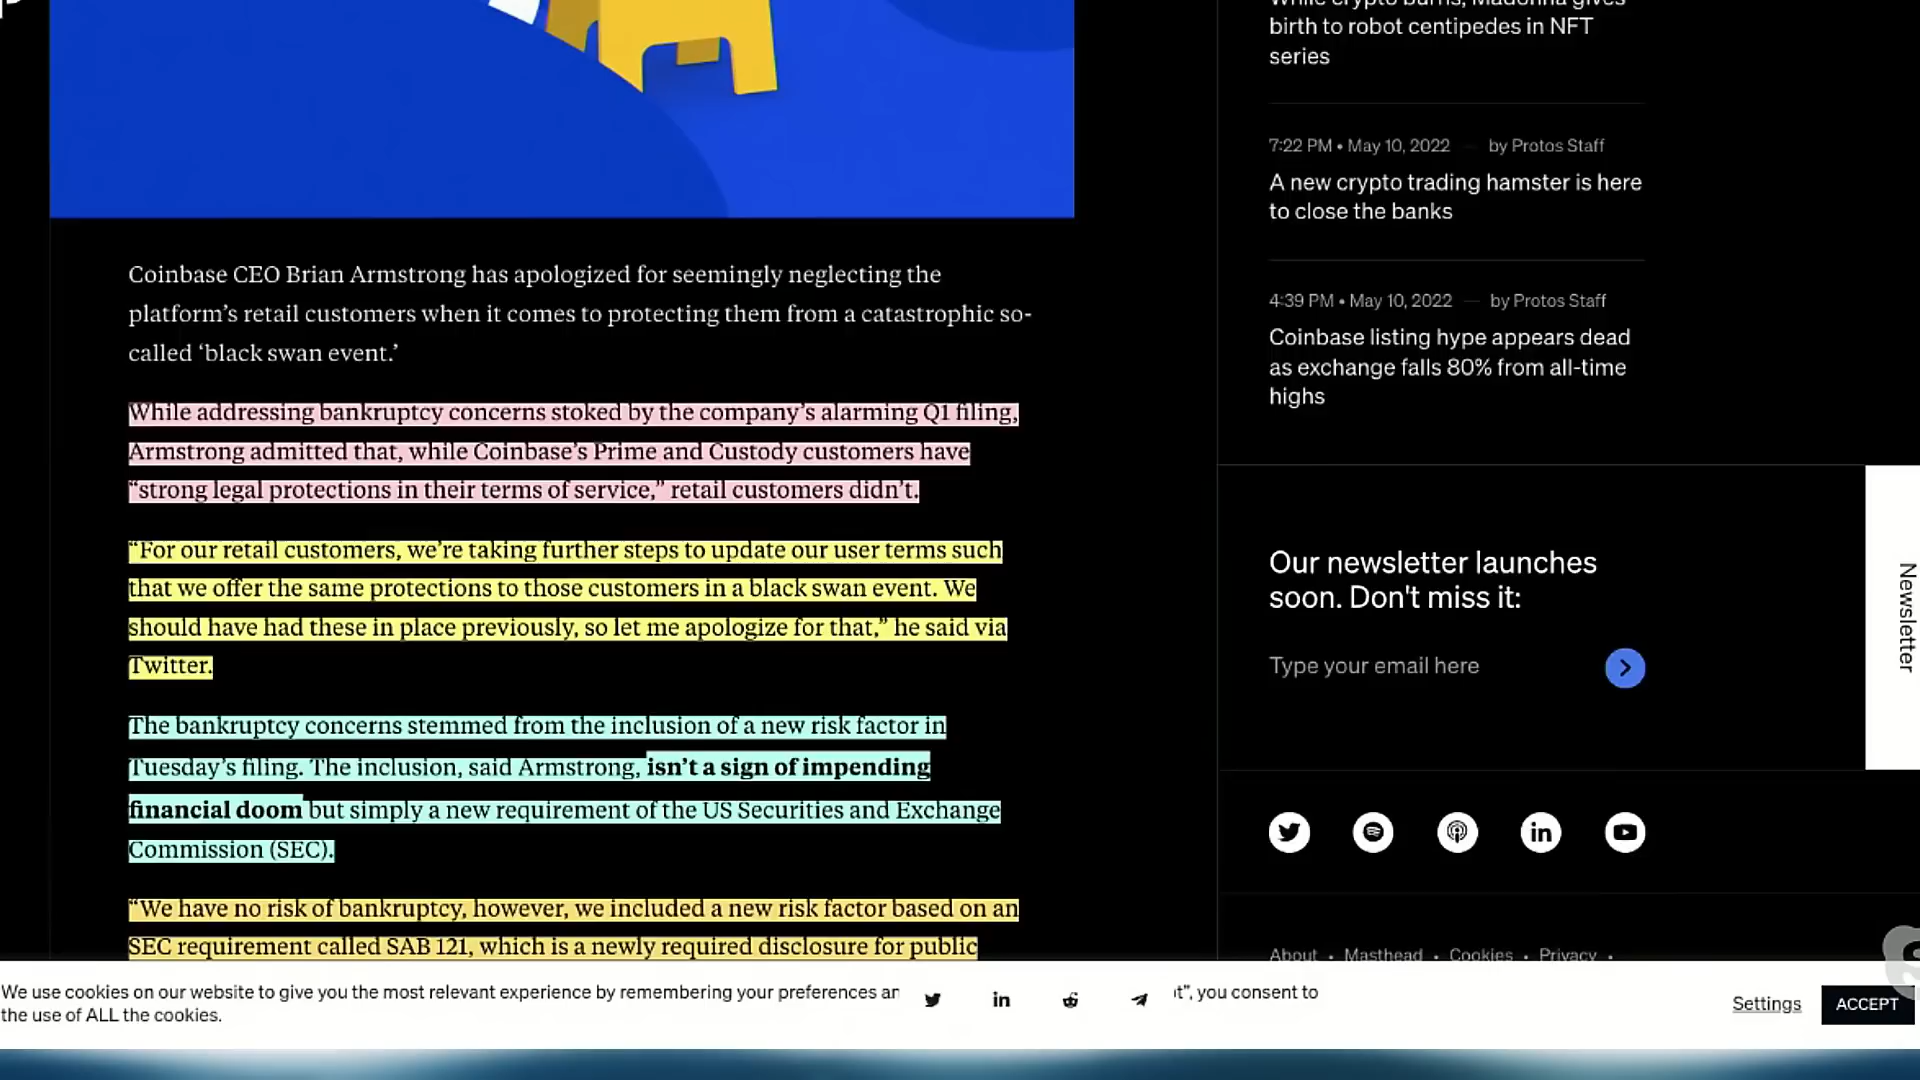 Coinbase CEO Brian Armstrong has apologized for seemingly neglecting the
platform’s retail customers when it comes to protecting them from a catastrophic so-
called ‘black swan event.’
While addressing bankruptcy concerns stoked by the company’s alarming Q1 filing,
Armstrong admitted that, while Coinbase’s Prime and Custody customers have
“strong legal protections in their terms of service,” retail customers didn’t.
“For our retail customers, we’re taking further steps to update our user terms such
that we offer the same protections to those customers in a black swan event. We
should have had these in place previously, so let me apologize for that,” he said via
Twitter.
The bankruptcy concerns stemmed from the inclusion of a new risk factor in
Tuesday’s filing. The inclusion, said Armstrong, isn’t a sign of impending
financial doom but simply a new requirement of the US Securities and Exchange
Commission (SEC).
“We have no risk of bankruptcy, however, we included a new risk factor based on an
SEC requirement called SAB 121, which is a newly required disclosure for public
While crypto burns, Madonna gives
birth to robot centipedes in NFT
series
7:22 PM • May 10, 2022 — by Protos Staff
A new crypto trading hamster is here
to close the banks
4:39 PM • May 10, 2022 — by Protos Staff
Coinbase listing hype appears dead
as exchange falls 80% from all-time
highs
Our newsletter launches
soon. Don't miss it:
Type your email here
Newsletter
About • Masthead • Cookies • Privacy •
We use cookies on our website to give you the most relevant experience by remembering your preferences an t”, you consent to
the use of ALL the cookies.
Settings
ACCEPT